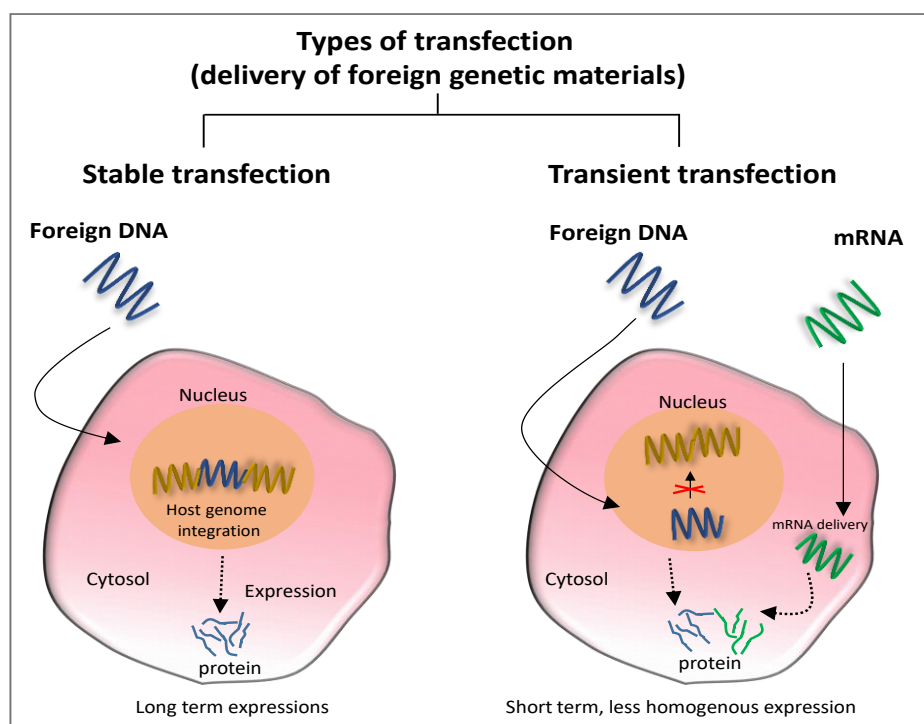 Types of transfection
(delivery of foreign genetic materials)
Stable transfection
Foreign DNA
Nucleus
Host genome
integration
Cytosol
Expression
protein
Long term expressions
Transient transfection
Foreign DNA
mRNA
Nucleus
mRNA delivery
Cytosol
protein
Short term, less homogenous expression